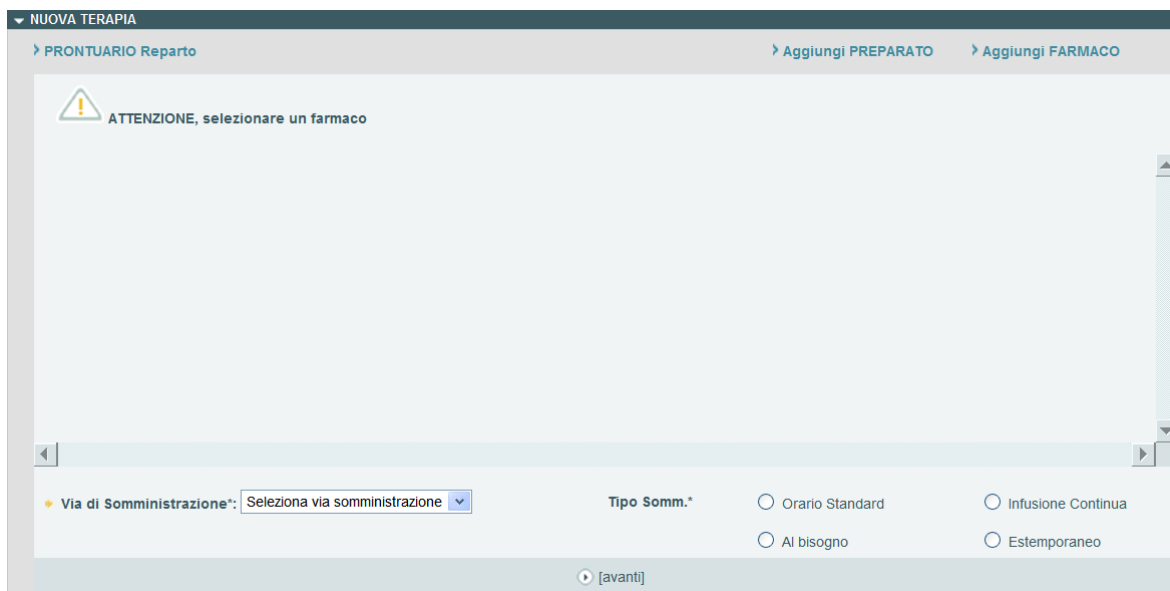 NUOVA TERAPIA
PRONTUARIO Reparto Aggiungi PREPARATO Aggiungi FARMACO
ATTENZIONE, selezionare un farmaco
Via di Somministrazione*: Seleziona via somministrazione Tipo Somm.* Orario Standard Infusione Continua
Al bisogno Estemporaneo
[avanti]